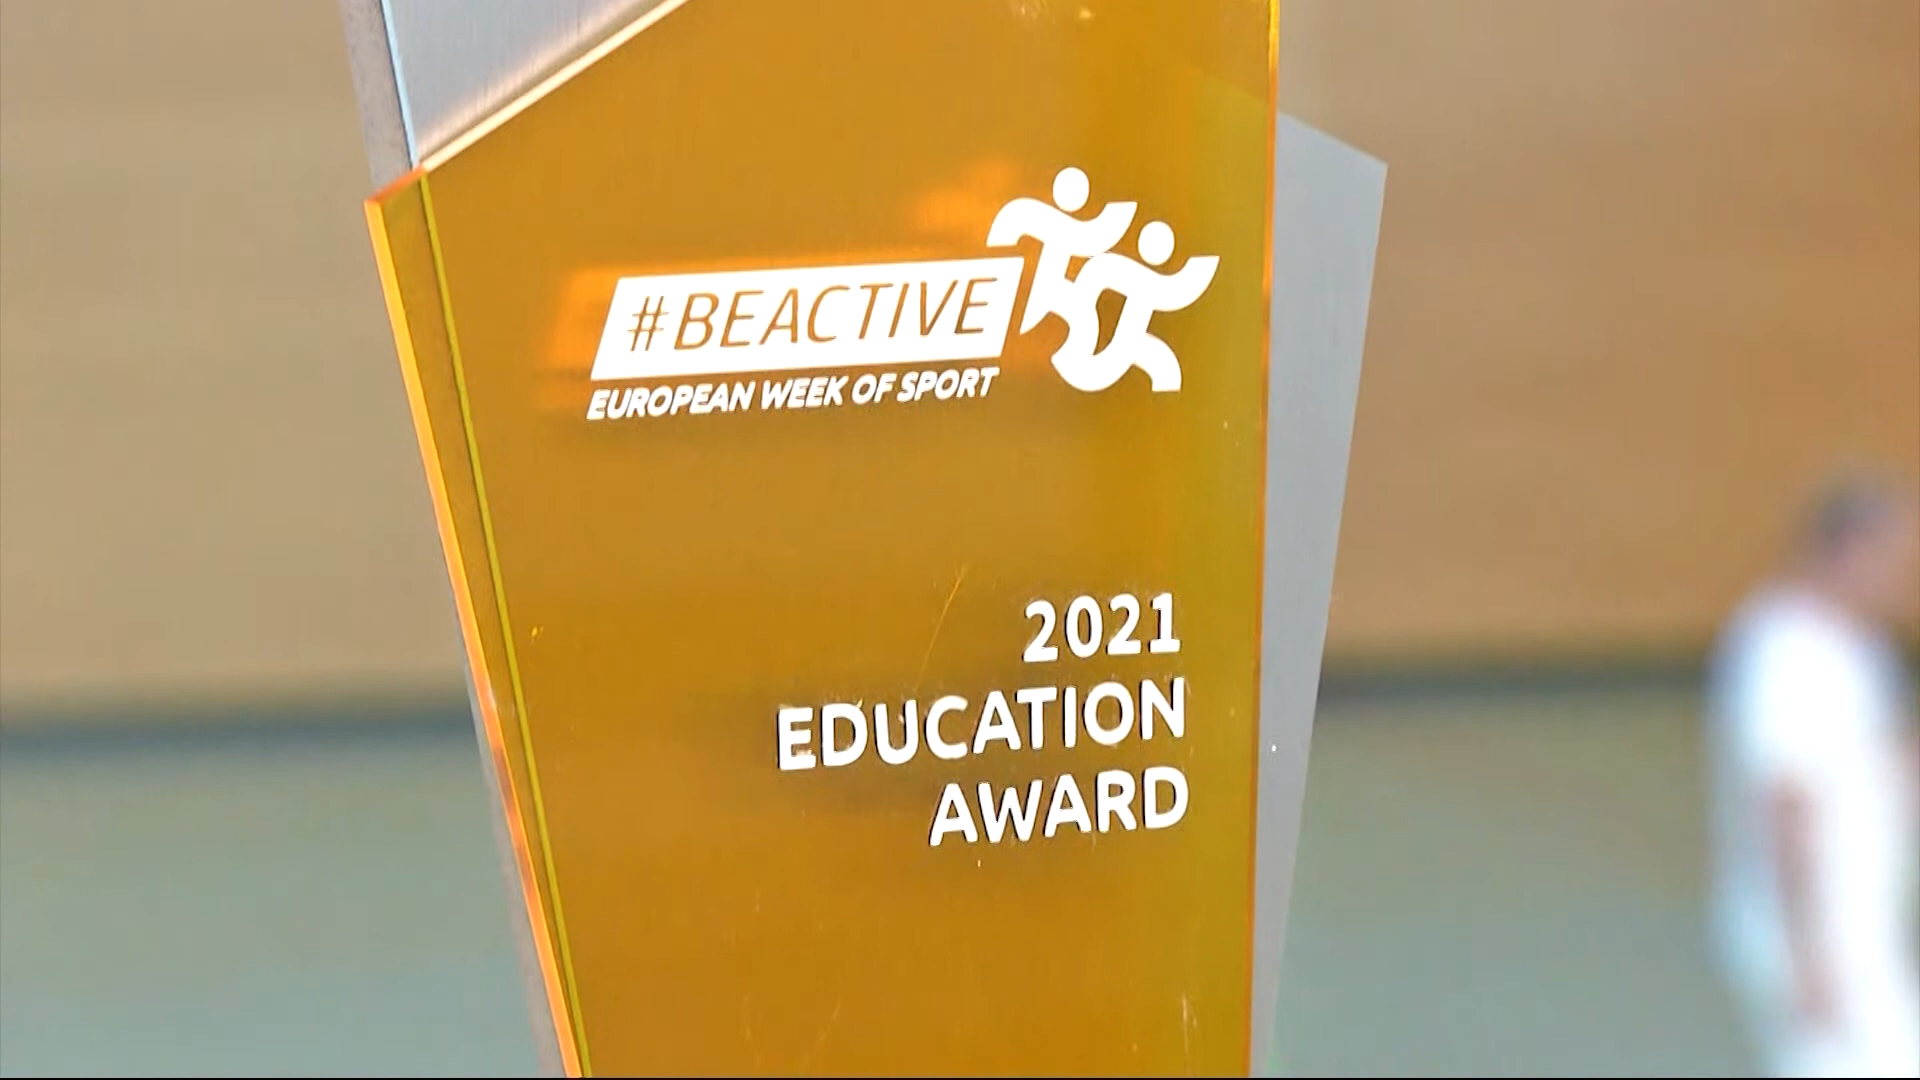 #BEACTIVE
EUROPEAN WEEK OF SPORT
2021
EDUCATION
AWARD